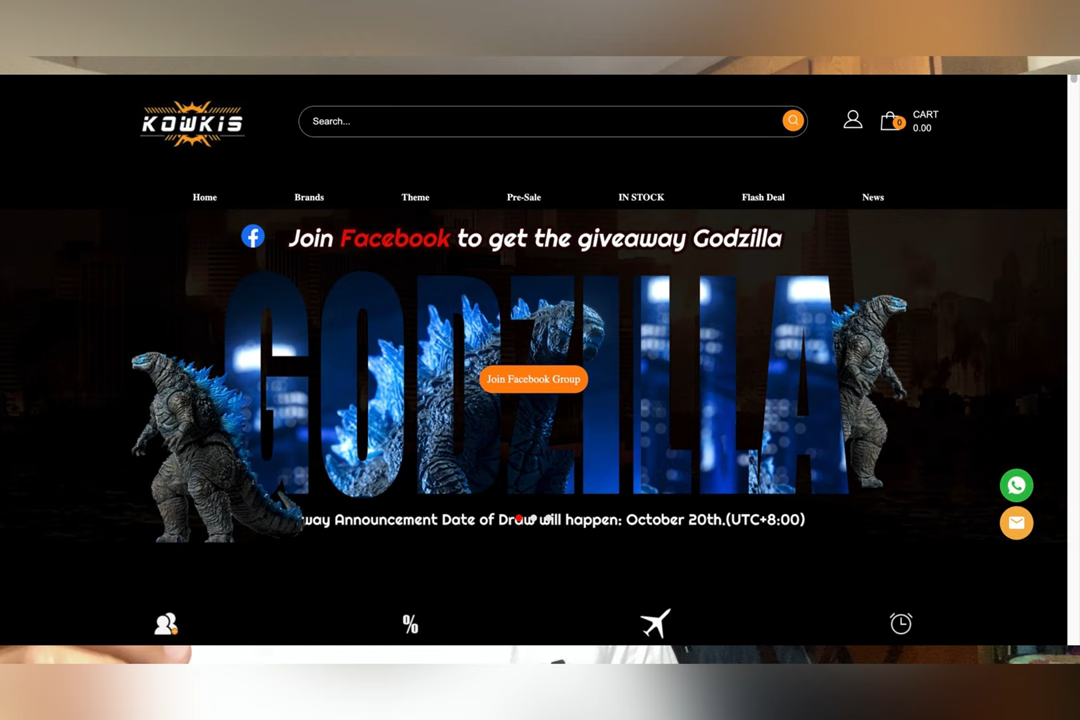 KOWKIS
Search...
0
CART
0.00
Home Brands Theme Pre-Sale IN STOCK Flash Deal News
Join Facebook to get the giveaway Godzilla
GODZILLA
Join Facebook Group
Announcement Date of Draw will happen: October 20th.(UTC+8:00)
%